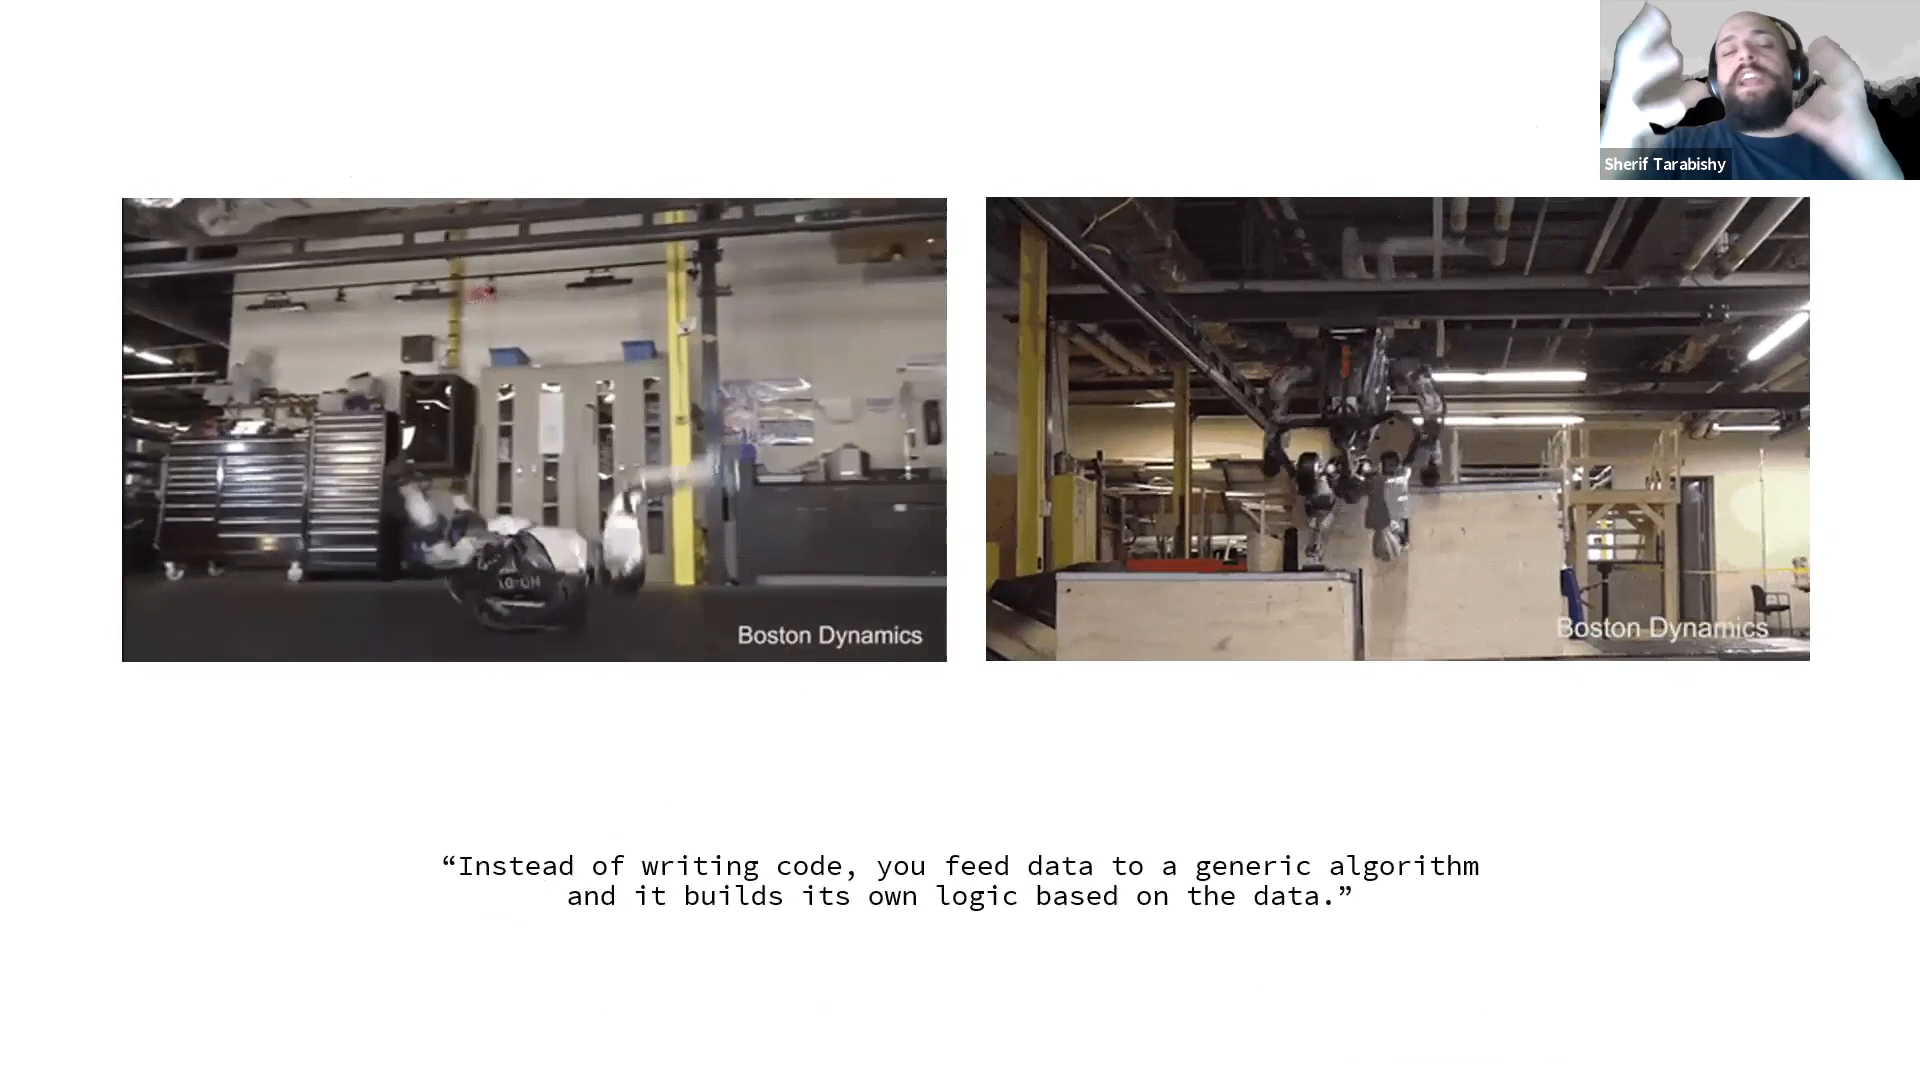 Sherif Tarabishy
Boston Dynamics
Boston Dynamics
“Instead of writing code, you feed data to a generic algorithm
and it builds its own logic based on the data.”